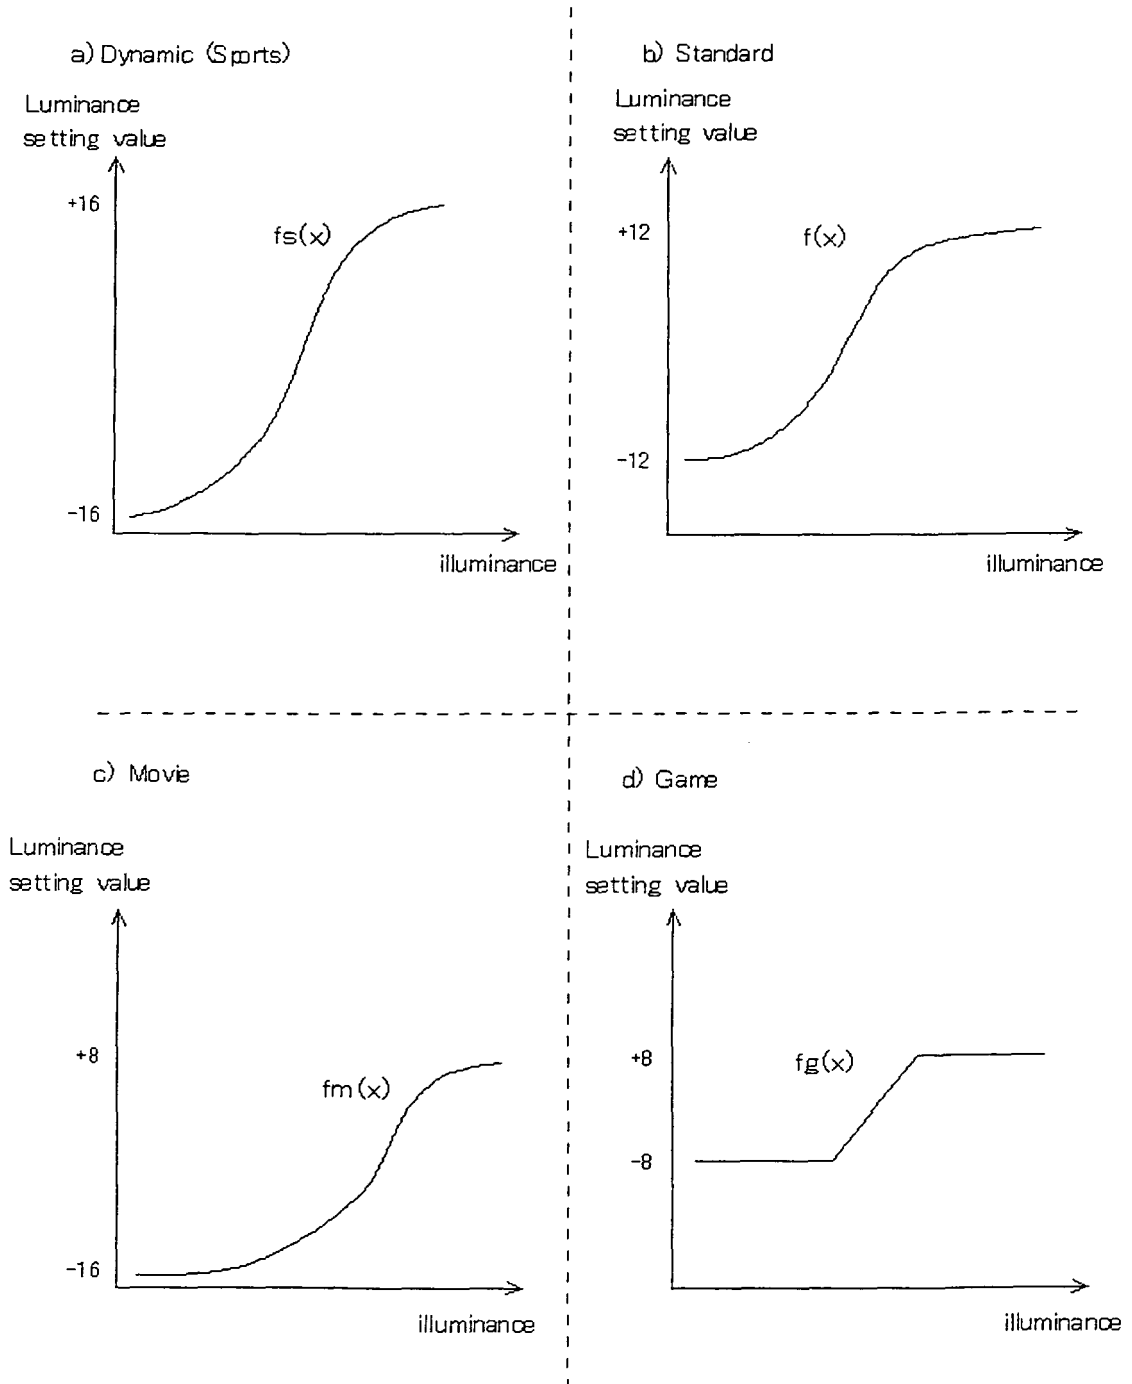 a) Dynamic (Sports)
Luminance
setting value
+16
fs(x)
-16
illuminance
b) Standard
Luminance
setting value
+12
f(x)
-12
illuminance
c) Movie
Luminance
setting value
+8
fm(x)
-16
illuminance
d) Game
Luminance
setting value
+8
fg(x)
-8
illuminance